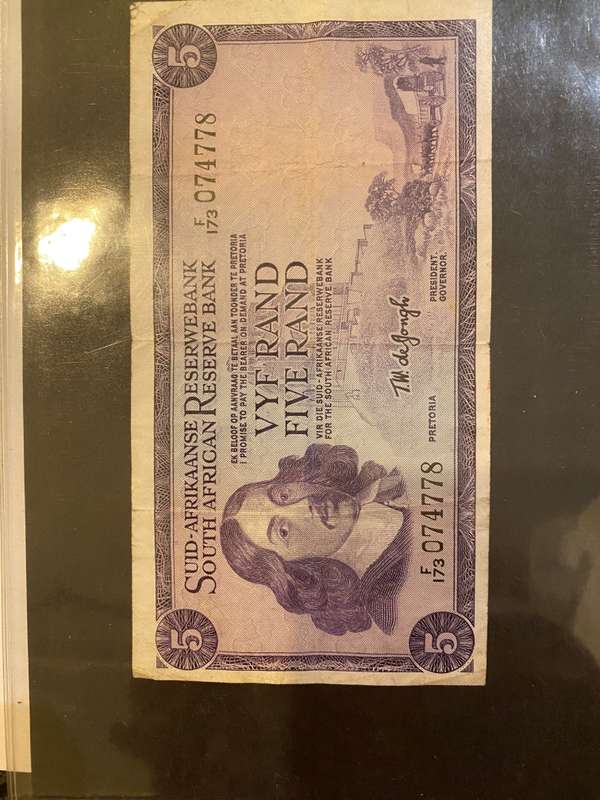 5
SUID-AFRIKAANSE RESERWEBANK
SOUTH AFRICAN RESERVE BANK
F/173 074778
EK BELOOF OP AANVRAAG TE BETAAL AAN TOONDER TE PRETORIA
I PROMISE TO PAY THE BEARER ON DEMAND AT PRETORIA
VYF RAND
FIVE RAND
VIR DIE SUID-AFRIKAANSE RESERWEBANK
FOR THE SOUTH AFRICAN RESERVE BANK
T.W. de Jongh
PRETORIA
PRESIDENT.
GOVERNOR.
F/173 074778
5
5